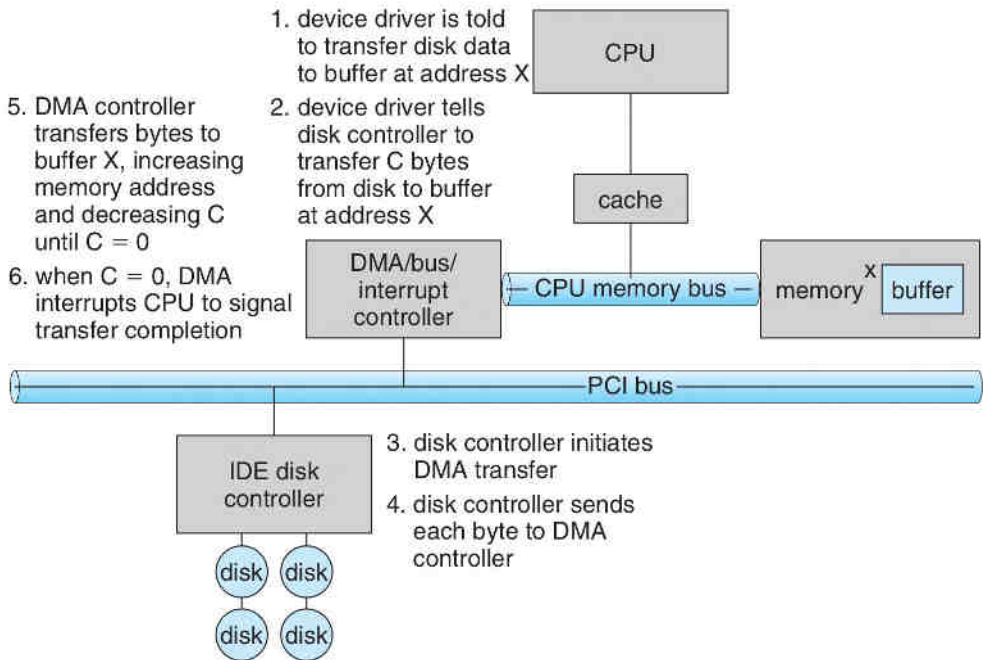 1. device driver is told
to transfer disk data
to buffer at address X
CPU
5. DMA controller
transfers bytes to
buffer X, increasing
memory address
and decreasing C
until C = 0
2. device driver tells
disk controller to
transfer C bytes
from disk to buffer
at address X
cache
6. when C = 0, DMA
interrupts CPU to signal
transfer completion
DMA/bus/
interrupt
controller
CPU memory bus
memory
x
buffer
PCI bus
IDE disk
controller
3. disk controller initiates
DMA transfer
4. disk controller sends
each byte to DMA
controller
disk
disk
disk
disk